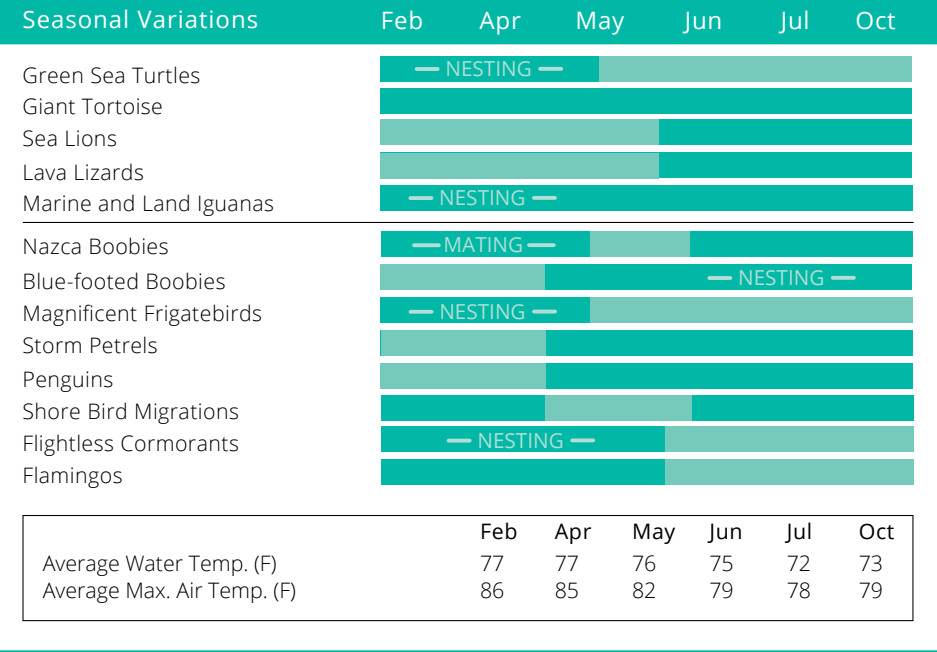 Seasonal Variations Feb Apr May Jun Jul Oct
Green Sea Turtles NESTING
Giant Tortoise
Sea Lions
Lava Lizards
Marine and Land Iguanas NESTING
Nazca Boobies MATING
Blue-footed Boobies NESTING
Magnificent Frigatebirds NESTING
Storm Petrels
Penguins
Shore Bird Migrations
Flightless Cormorants NESTING
Flamingos
Feb Apr May Jun Jul Oct
Average Water Temp. (F) 77 77 76 75 72 73
Average Max. Air Temp. (F) 86 85 82 79 78 79